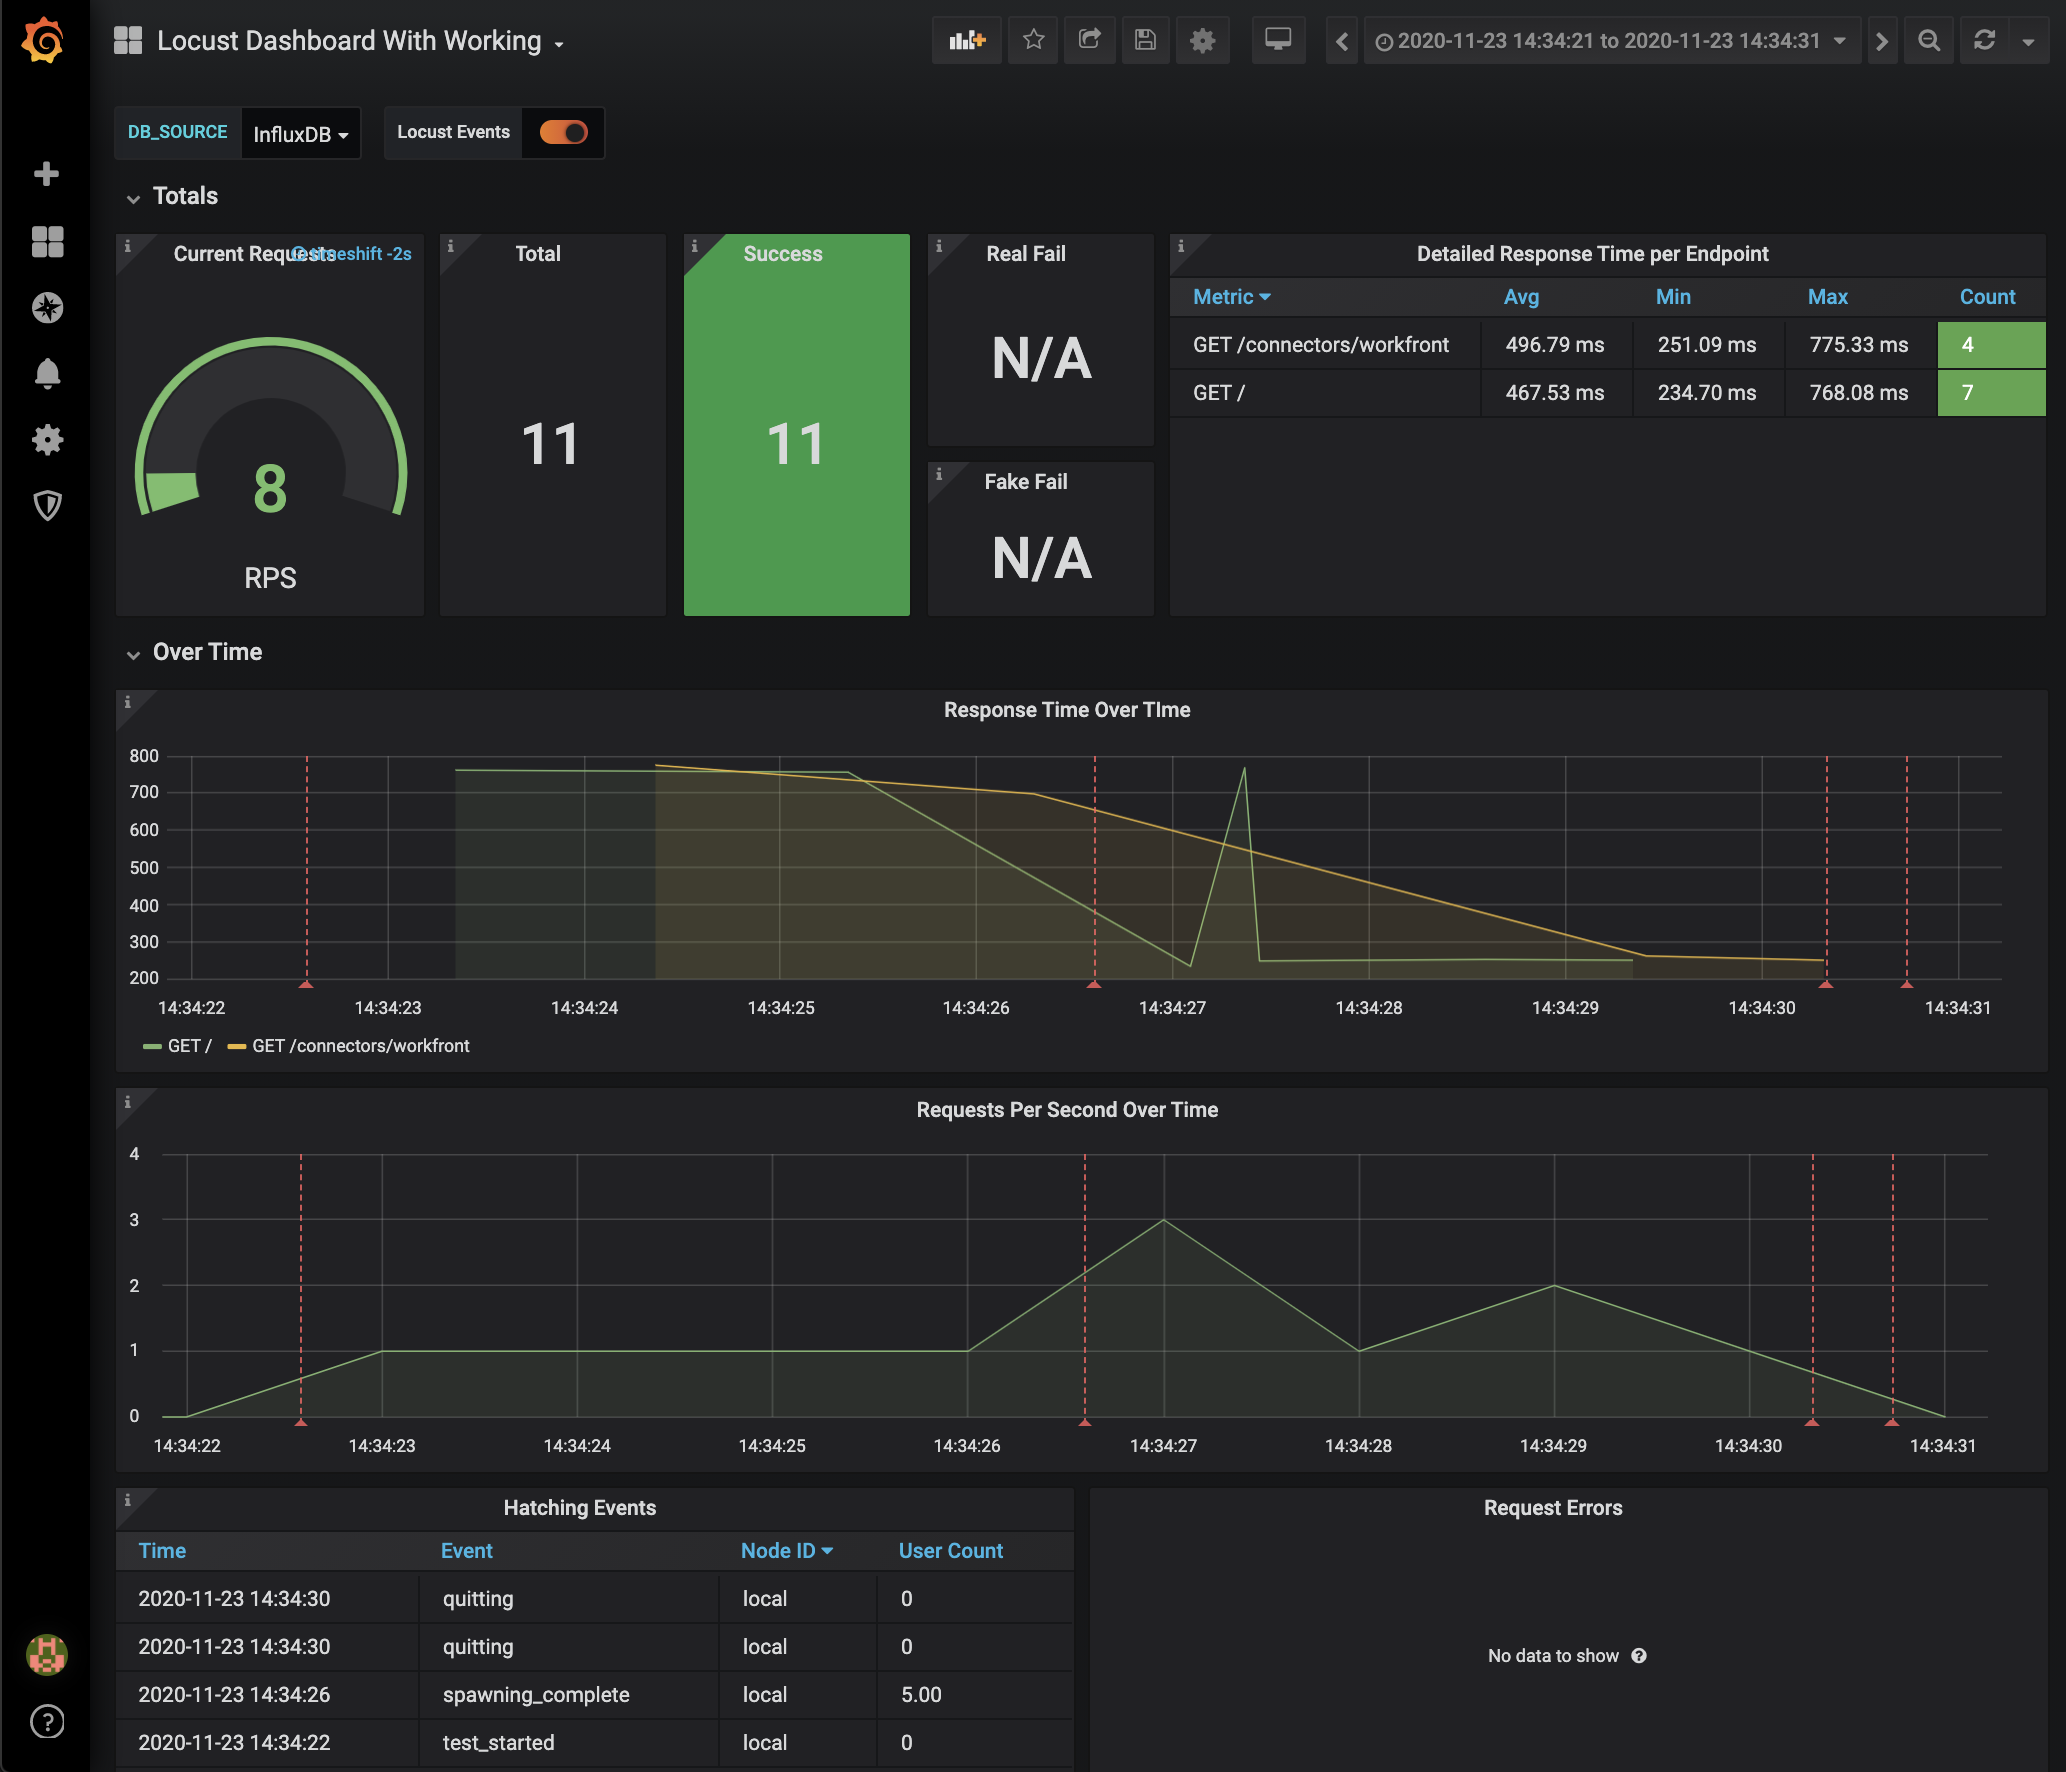 Locust Dashboard With Working
2020-11-23 14:34:21 to 2020-11-23 14:34:31
DB_SOURCE InfluxDB Locust Events
Totals
Current Requests timeshift -2s
8
RPS
Total
11
Success
11
Real Fail
N/A
Fake Fail
N/A
Detailed Response Time per Endpoint
Metric Avg Min Max Count
GET /connectors/workfront 496.79 ms 251.09 ms 775.33 ms 4
GET / 467.53 ms 234.70 ms 768.08 ms 7
Over Time
Response Time Over TIme
800
700
600
500
400
300
200
14:34:22 14:34:23 14:34:24 14:34:25 14:34:26 14:34:27 14:34:28 14:34:29 14:34:30 14:34:31
GET / GET /connectors/workfront
Requests Per Second Over Time
4
3
2
1
0
14:34:22 14:34:23 14:34:24 14:34:25 14:34:26 14:34:27 14:34:28 14:34:29 14:34:30 14:34:31
Hatching Events
Time Event Node ID User Count
2020-11-23 14:34:30 quitting local 0
2020-11-23 14:34:30 quitting local 0
2020-11-23 14:34:26 spawning_complete local 5.00
2020-11-23 14:34:22 test_started local 0
Request Errors
No data to show